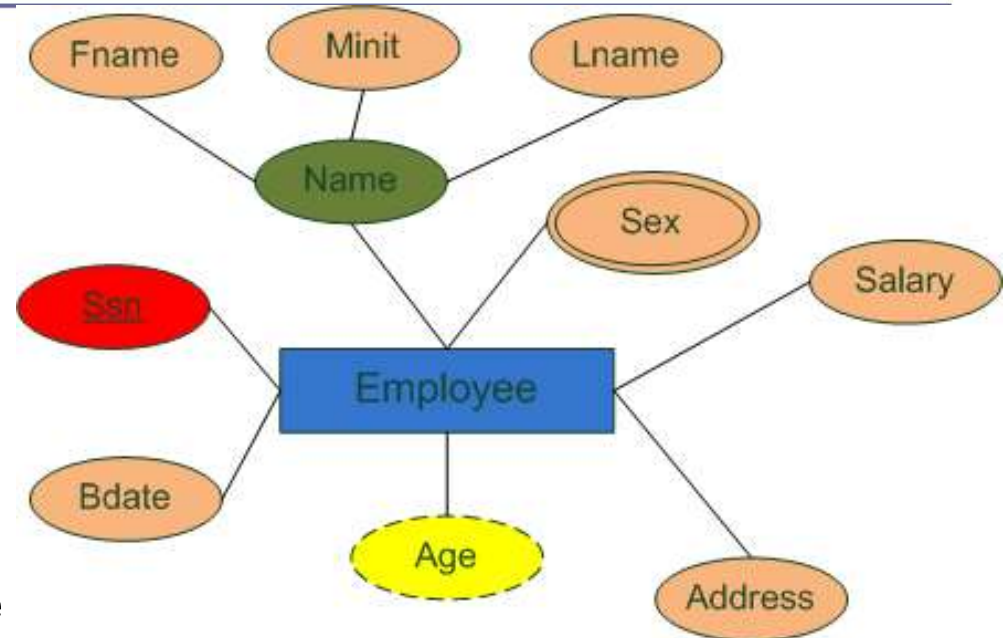 Fname
Minit
Lname
Name
Sex
Salary
Ssn
Employee
Bdate
Age
Address
e